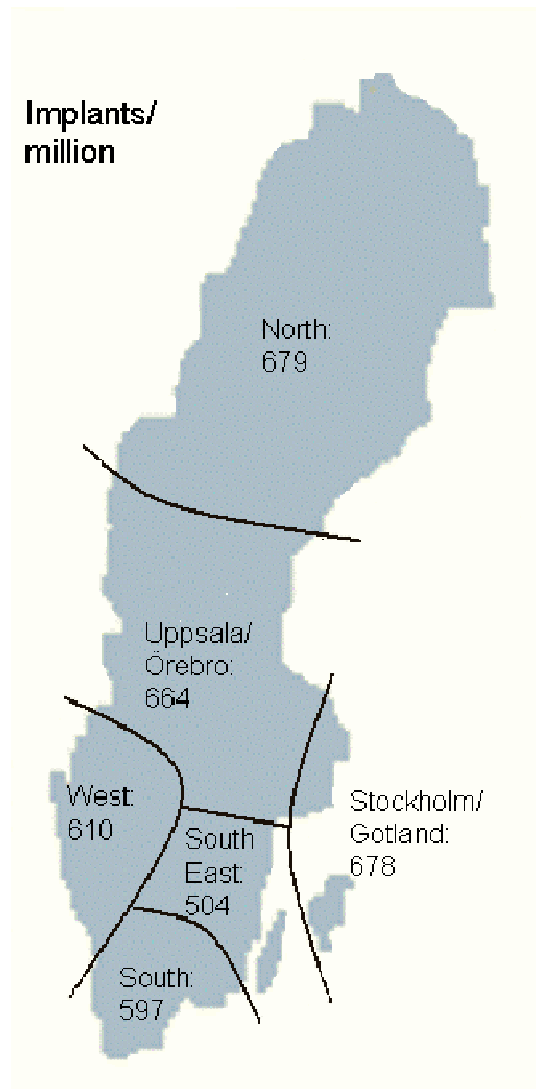 Implants/
million
North:
679
Uppsala/
Örebro:
664
West:
610
Stockholm/
Gotland:
678
South
East:
504
South:
597